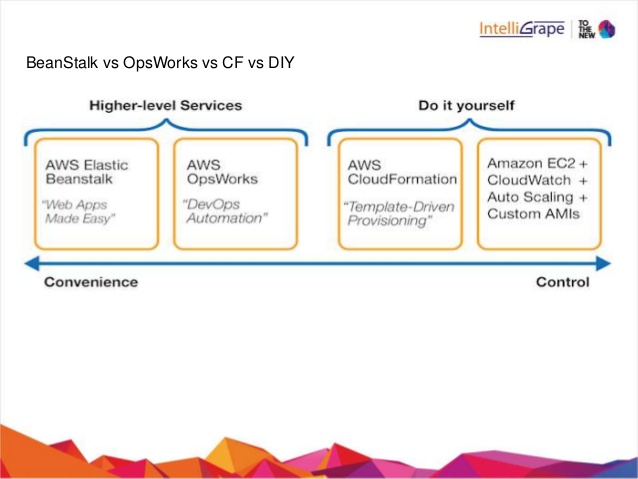 IntelliGrape
TO
THE
NEW
BeanStalk vs OpsWorks vs CF vs DIY
Higher-level Services
Do it yourself
AWS Elastic
Beanstalk
"Web Apps
Made Easy"
AWS
OpsWorks
"DevOps
Automation"
AWS
CloudFormation
"Template-Driven
Provisioning"
Amazon EC2 +
CloudWatch +
Auto Scaling +
Custom AMIs
Convenience
Control